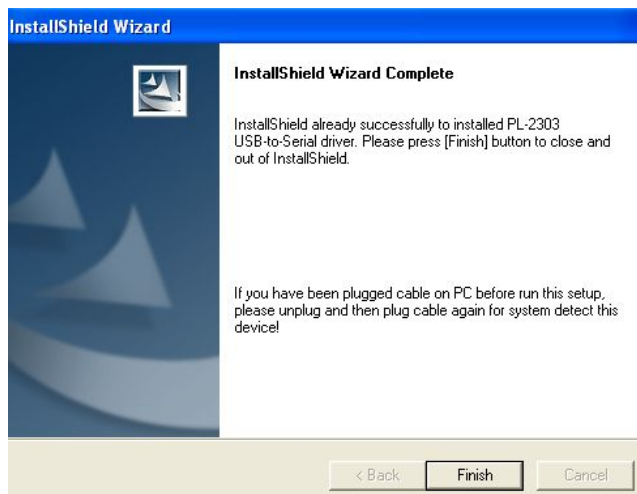 InstallShield Wizard
InstallShield Wizard Complete
InstallShield already successfully to installed PL-2303
USB-to-Serial driver. Please press [Finish] button to close and
out of InstallShield.
If you have been plugged cable on PC before run this setup,
please unplug and then plug cable again for system detect this
device!
< Back
Finish
Cancel